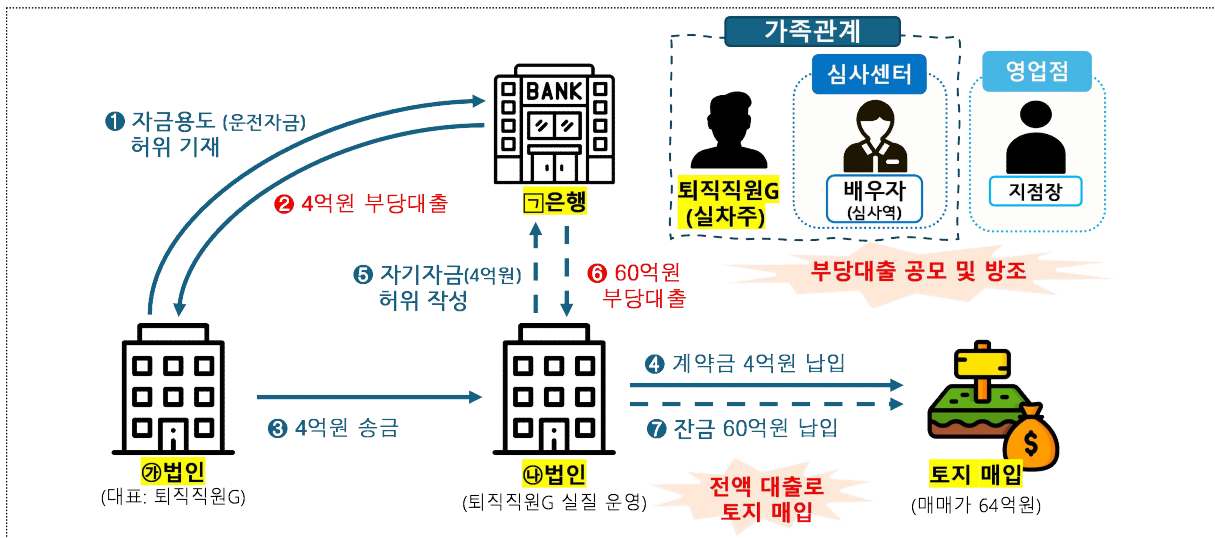 가족관계
심사센터
영업점
BANK
❶ 자금용도 (운전자금)
허위 기재
❷ 4억원 부당대출
㉠은행
퇴직직원G
(실차주)
배우자
(심사역)
지점장
부당대출 공모 및 방조
❺ 자기자금(4억원)
허위 작성
❻ 60억원
부당대출
❹ 계약금 4억원 납입
❸ 4억원 송금
❼ 잔금 60억원 납입
$
㉮법인
(대표: 퇴직직원G)
㉯법인
(퇴직직원G 실질 운영)
전액 대출로
토지 매입
토지 매입
(매매가 64억원)